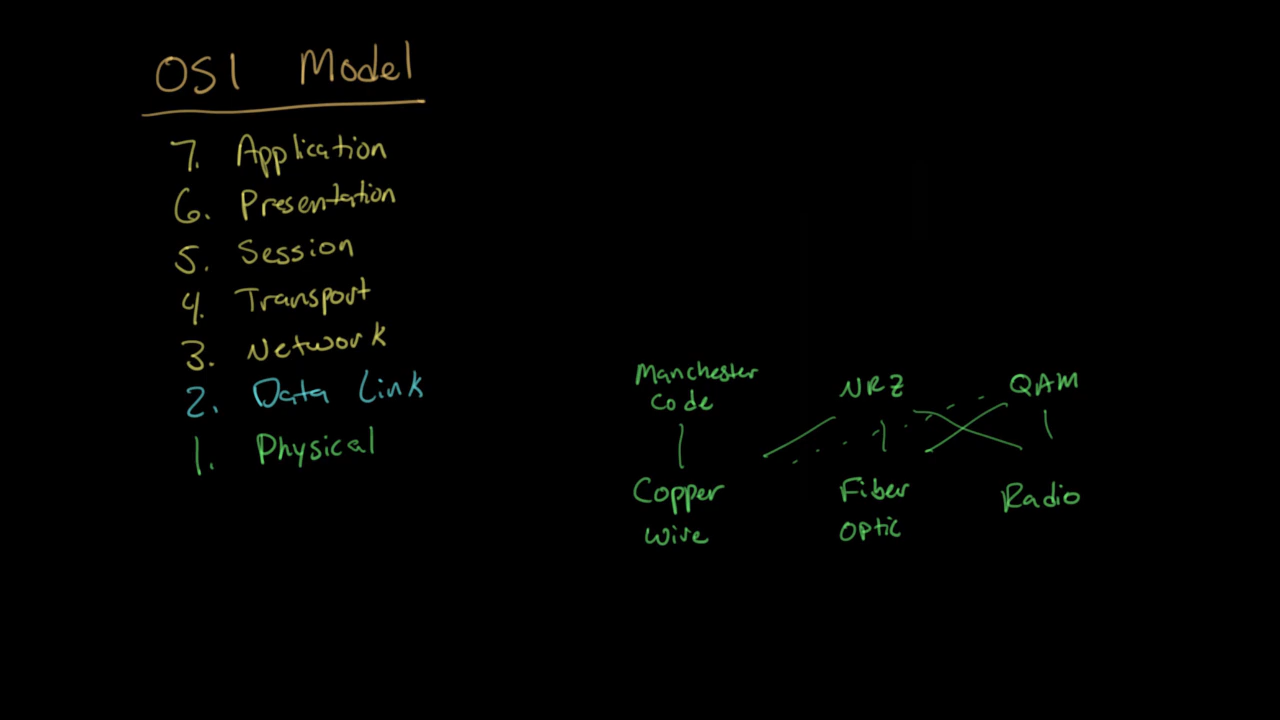 OSI Model
7. Application
6. Presentation
5. Session
4. Transport
3. Network
2. Data Link
1. Physical
Manchester
Code
NRZ
QAM
Copper
Wire
Fiber
Optic
Radio